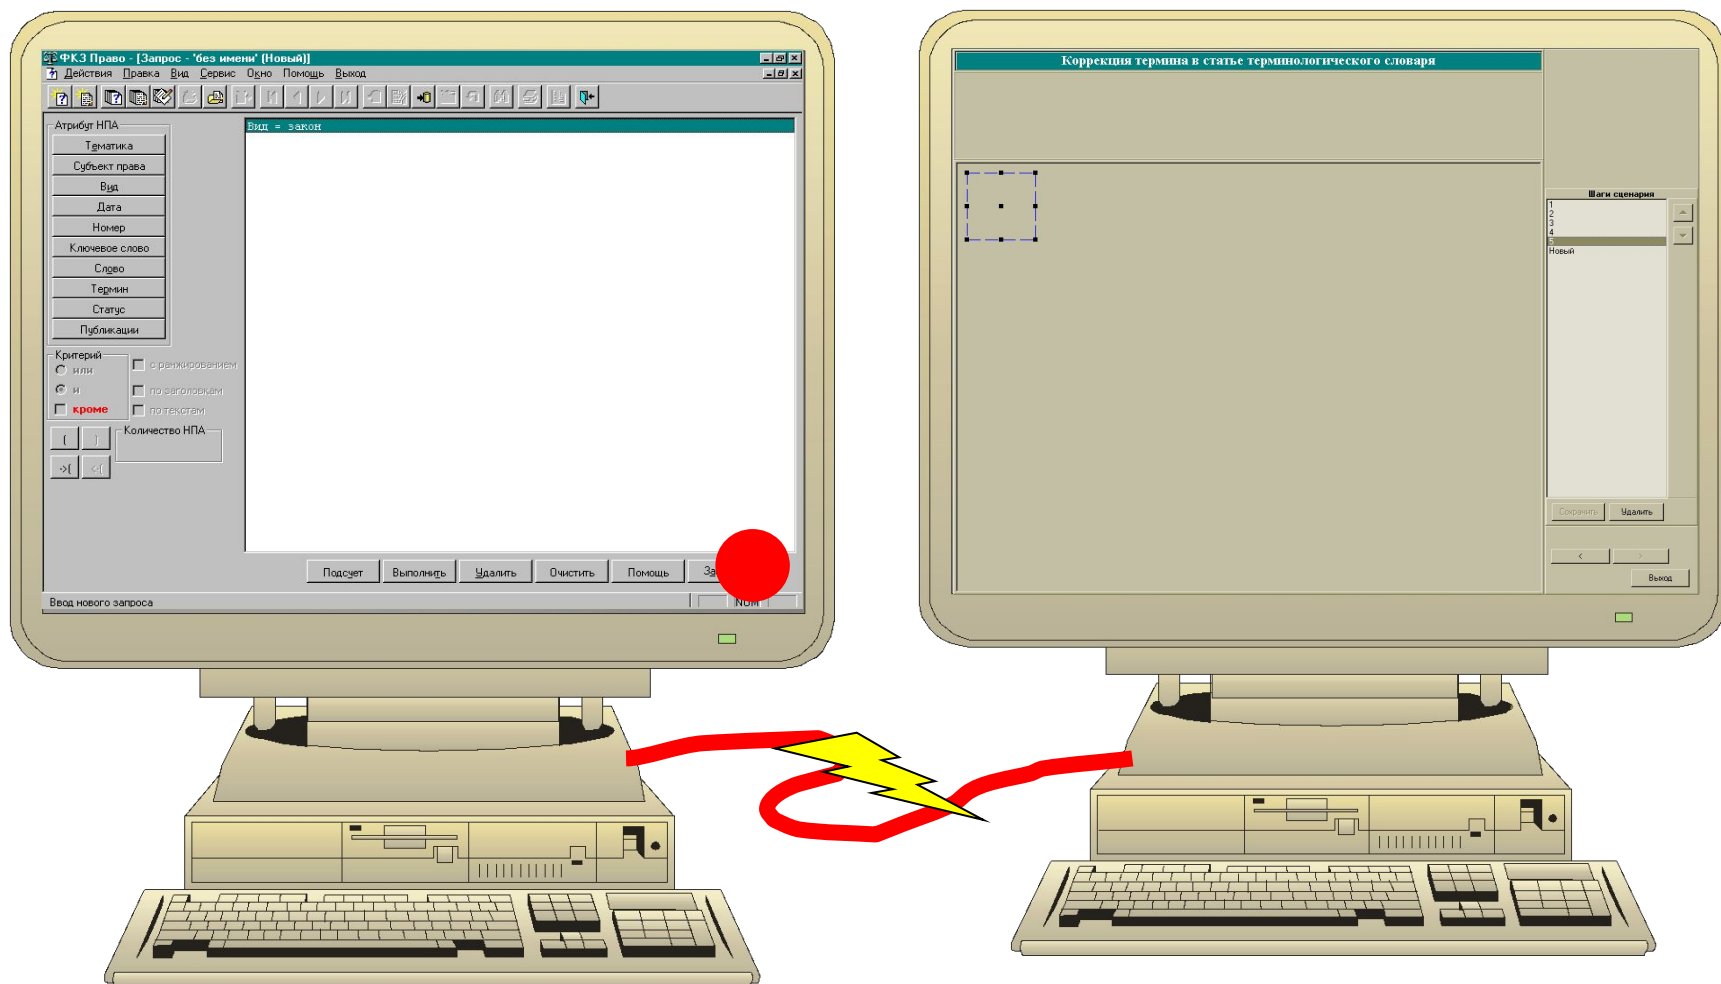 ФКЗ Право - [Запрос - 'без имени' (Новый)]
Действия Правка Вид Сервис Окно Помощь Выход
Атрибут НПА
Тематика
Субъект права
Вид
Дата
Номер
Ключевое слово
Слово
Термин
Статус
Публикации
Вид = закон
Критерий
или
и
кроме
с ранжированием
по заголовкам
по текстам
Количество НПА
( )
->( <-(
Подсчет Выполнить Удалить Очистить Помощь
Ввод нового запроса
NUM
Коррекция термина в статье терминологического словаря
Шаги сценария
1
2
3
4
5
Новый
Сохранить Удалить
< >
Выход